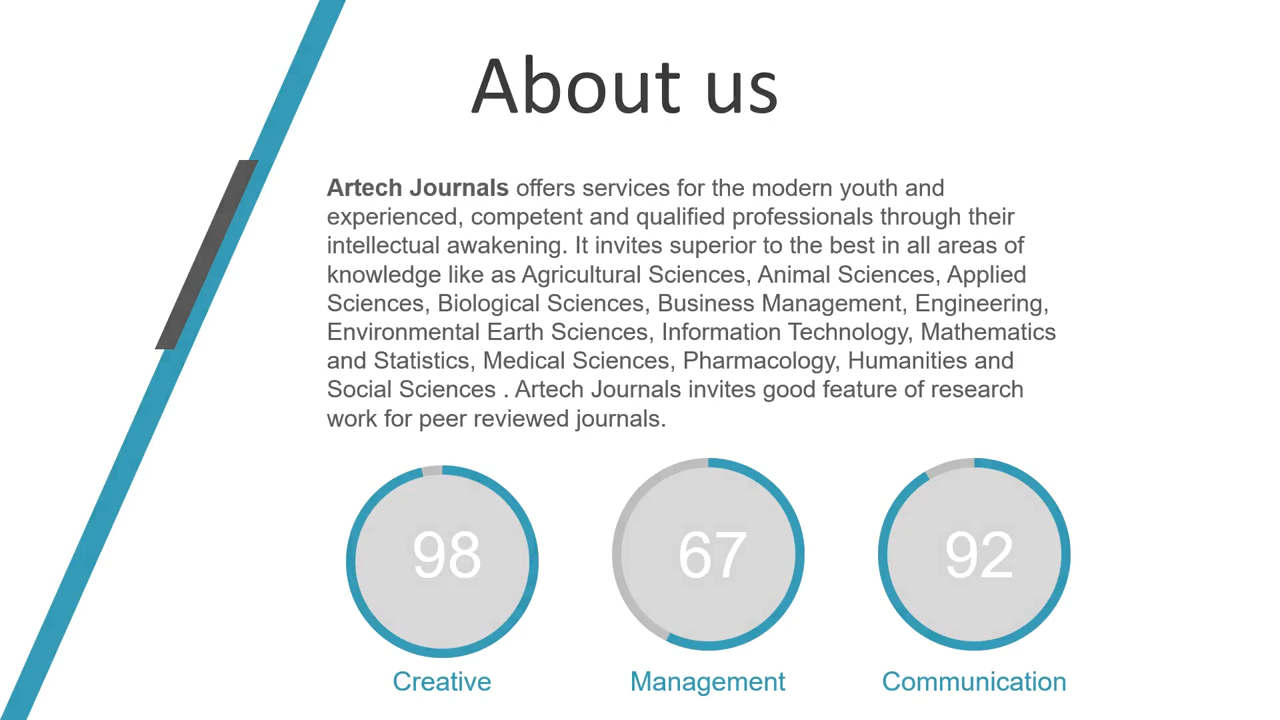 About us
Artech Journals offers services for the modern youth and
experienced, competent and qualified professionals through their
intellectual awakening. It invites superior to the best in all areas of
knowledge like as Agricultural Sciences, Animal Sciences, Applied
Sciences, Biological Sciences, Business Management, Engineering,
Environmental Earth Sciences, Information Technology, Mathematics
and Statistics, Medical Sciences, Pharmacology, Humanities and
Social Sciences . Artech Journals invites good feature of research
work for peer reviewed journals.
98
67
92
Creative
Management
Communication